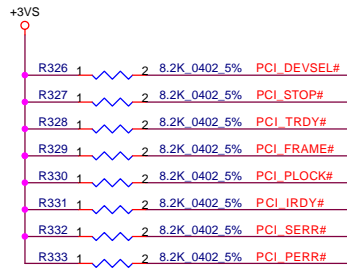 +3VS
R326 1 2 8.2K_0402_5% PCI_DEVSEL#
R327 1 2 8.2K_0402_5% PCI_STOP#
R328 1 2 8.2K_0402_5% PCI_TRDY#
R329 1 2 8.2K_0402_5% PCI_FRAME#
R330 1 2 8.2K_0402_5% PCI_PLOCK#
R331 1 2 8.2K_0402_5% PCI_IRDY#
R332 1 2 8.2K_0402_5% PCI_SERR#
R333 1 2 8.2K_0402_5% PCI_PERR#